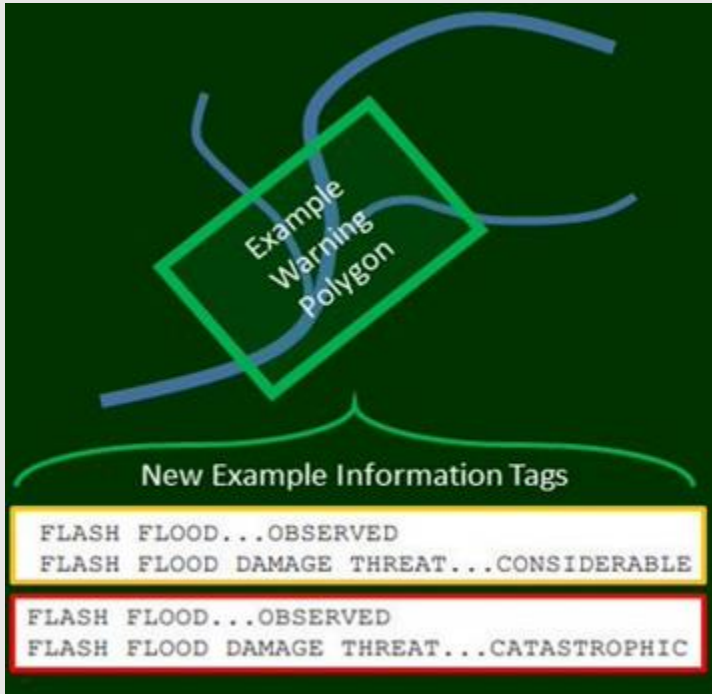 Example
Warning
Polygon
New Example Information Tags
FLASH FLOOD...OBSERVED
FLASH FLOOD DAMAGE THREAT...CONSIDERABLE
FLASH FLOOD...OBSERVED
FLASH FLOOD DAMAGE THREAT...CATASTROPHIC